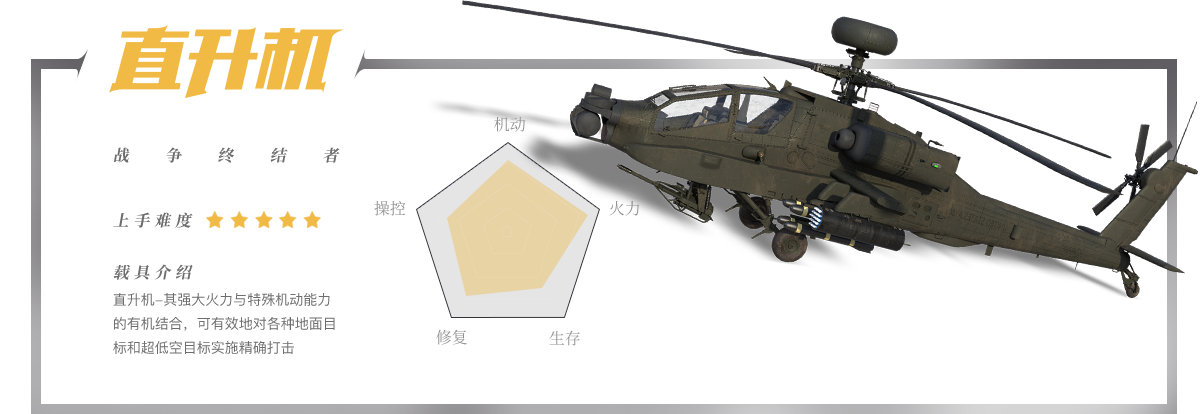 直升机
战争终结者
机动
操控
火力
上手难度
载具介绍
直升机–其强大火力与特殊机动能力
的有机结合，可有效地对各种地面目
标和超低空目标实施精确打击
修复
生存